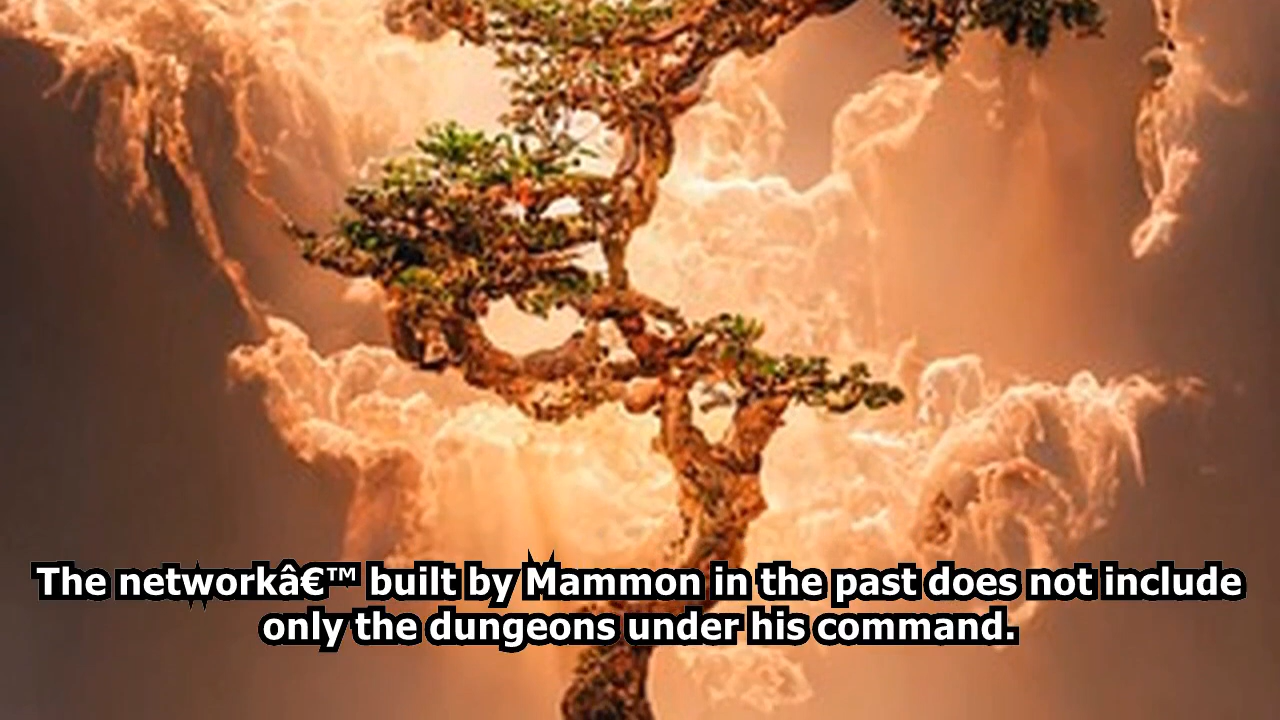 The networkâ€™ built by Mammon in the past does not include
only the dungeons under his command.